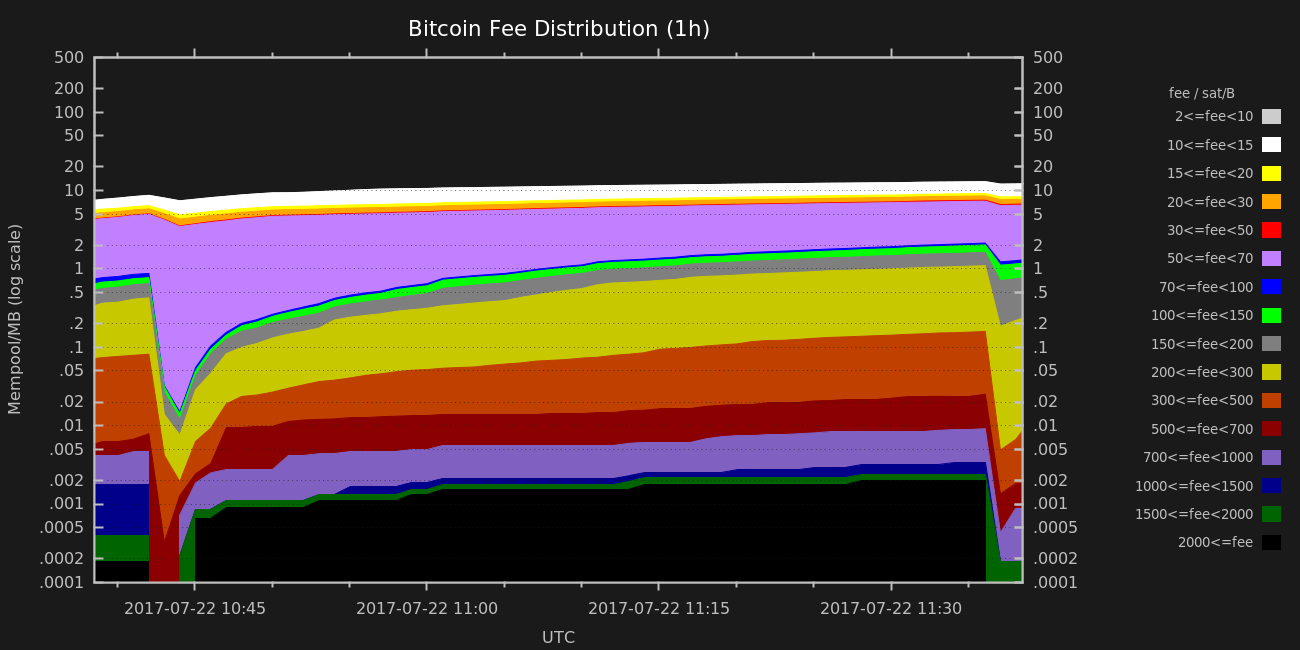 Bitcoin Fee Distribution (1h)
500 500
200 200
100 100
50 50
20 20
10 10
5 5
2 2
1 1
.5 .5
.2 .2
.1 .1
.05 .05
.02 .02
.01 .01
.005 .005
.002 .002
.001 .001
.0005 .0005
.0002 .0002
.0001 .0001
Mempool/MB (log scale)
2017-07-22 10:45 2017-07-22 11:00 2017-07-22 11:15 2017-07-22 11:30
UTC
fee / sat/B
2<=fee<10
10<=fee<15
15<=fee<20
20<=fee<30
30<=fee<50
50<=fee<70
70<=fee<100
100<=fee<150
150<=fee<200
200<=fee<300
300<=fee<500
500<=fee<700
700<=fee<1000
1000<=fee<1500
1500<=fee<2000
2000<=fee